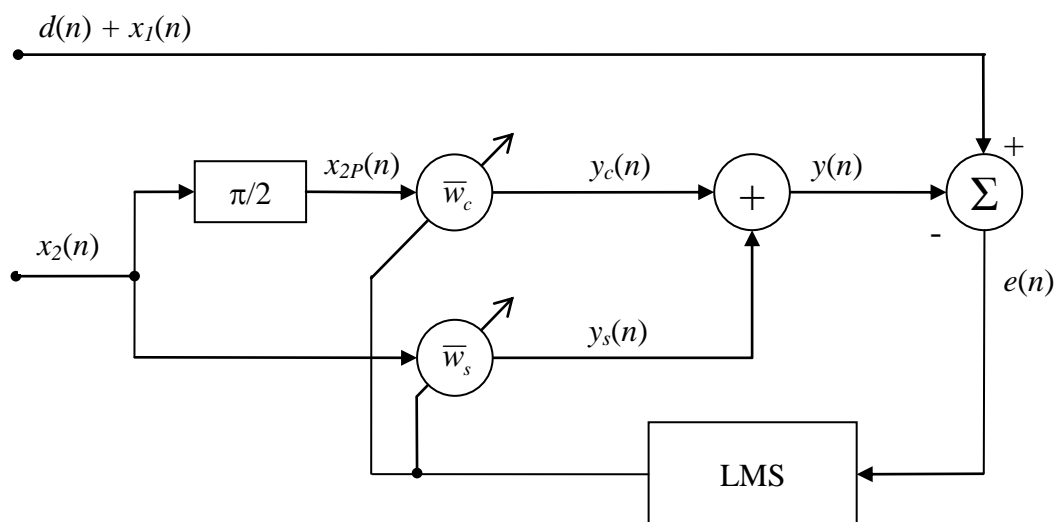 d(n) + x₁(n)
π/2
x₂P(n)
w̅c
yc(n)
+
y(n)
+
Σ
-
x₂(n)
e(n)
w̅s
ys(n)
LMS